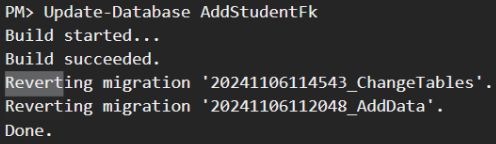 PM> Update-Database AddStudentFk
Build started...
Build succeeded.
Reverting migration '20241106114543_ChangeTables'.
Reverting migration '20241106112048_AddData'.
Done.